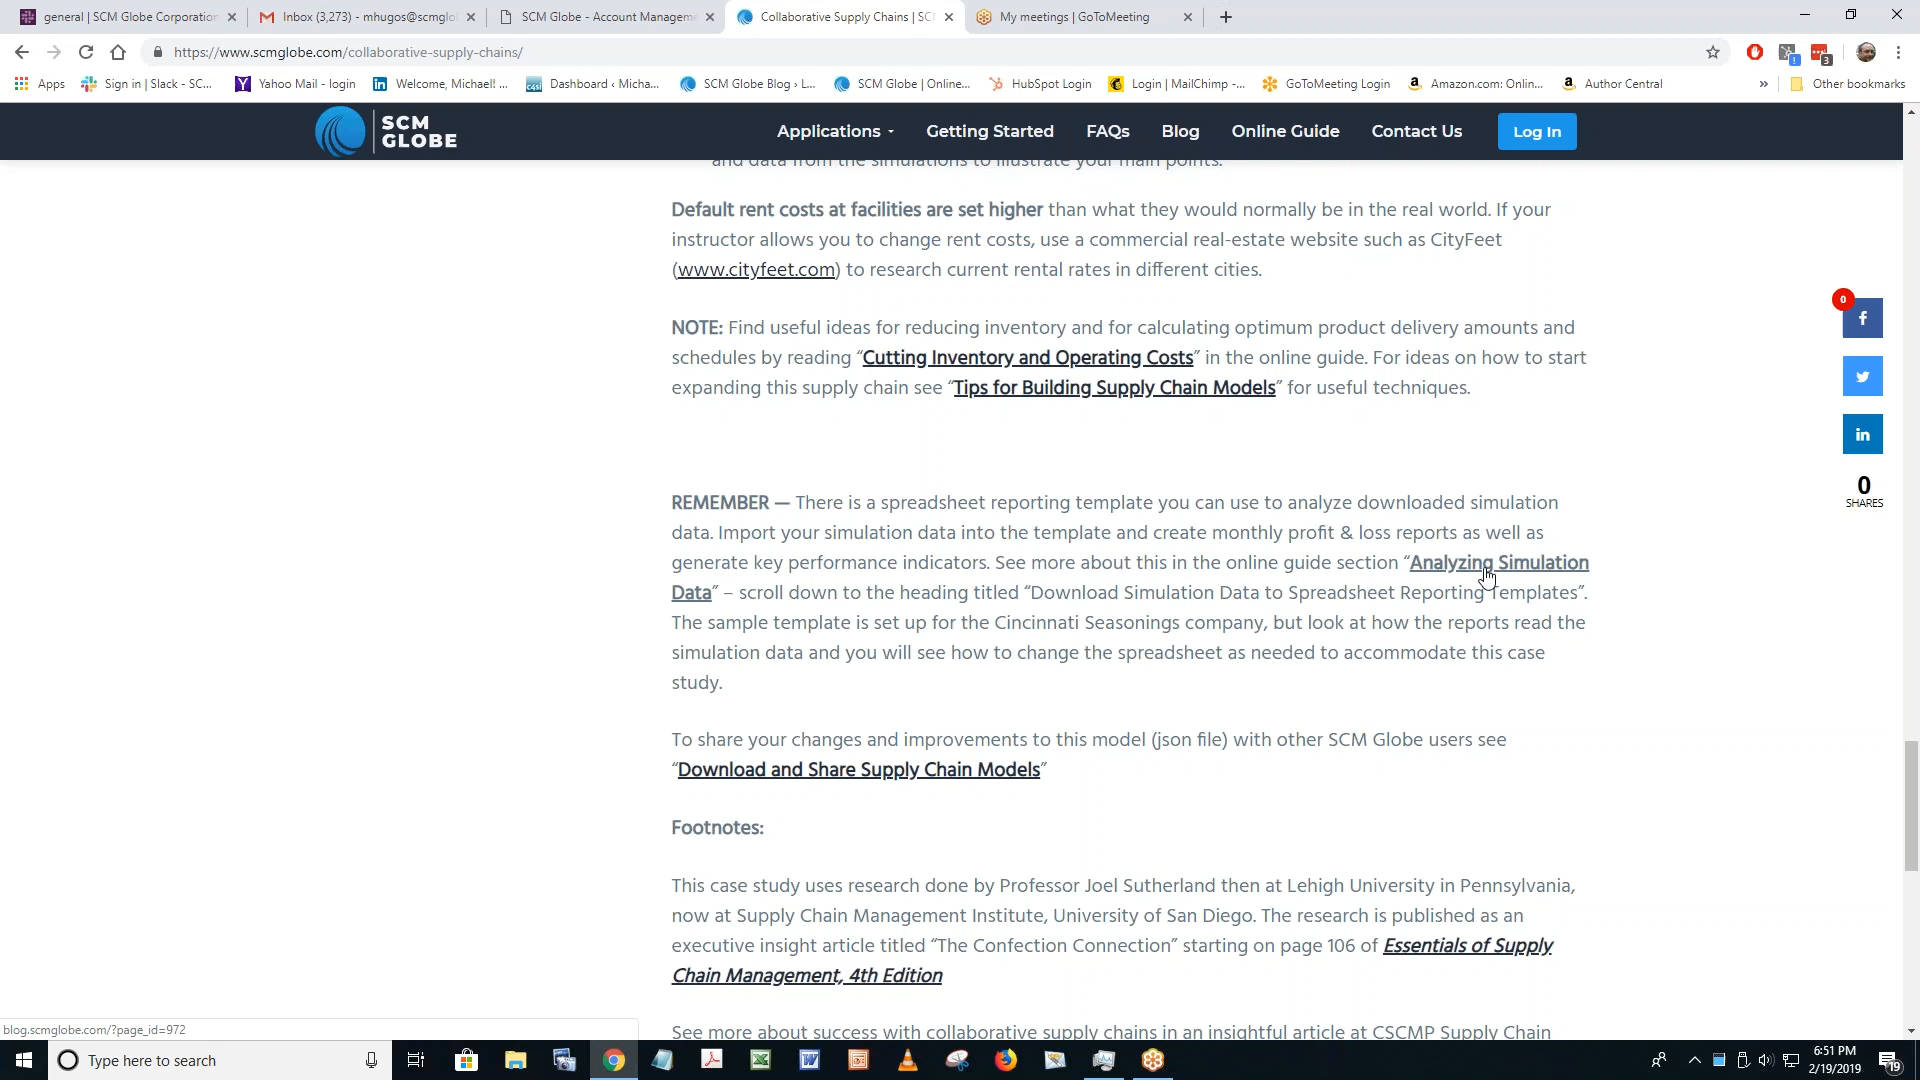 general | SCM Globe Corporation
Inbox (3,273) - mhugos@scmglo
SCM Globe - Account Manageme
Collaborative Supply Chains | SC
My meetings | GoToMeeting
https://www.scmglobe.com/collaborative-supply-chains/
Apps
Sign in | Slack - SC...
Yahoo Mail - login
Welcome, Michael! ...
Dashboard ‹ Micha...
SCM Globe Blog › L...
SCM Globe | Online...
HubSpot Login
Login | MailChimp -...
GoToMeeting Login
Amazon.com: Onlin...
Author Central
»
Other bookmarks
SCM
GLOBE
Applications
Getting Started
FAQs
Blog
Online Guide
Contact Us
Log In
and data from the simulations to illustrate your main points.
Default rent costs at facilities are set higher than what they would normally be in the real world. If your
instructor allows you to change rent costs, use a commercial real-estate website such as CityFeet
(www.cityfeet.com) to research current rental rates in different cities.
NOTE: Find useful ideas for reducing inventory and for calculating optimum product delivery amounts and
schedules by reading “Cutting Inventory and Operating Costs” in the online guide. For ideas on how to start
expanding this supply chain see “Tips for Building Supply Chain Models” for useful techniques.
REMEMBER — There is a spreadsheet reporting template you can use to analyze downloaded simulation
data. Import your simulation data into the template and create monthly profit & loss reports as well as
generate key performance indicators. See more about this in the online guide section “Analyzing Simulation
Data” – scroll down to the heading titled “Download Simulation Data to Spreadsheet Reporting Templates”.
The sample template is set up for the Cincinnati Seasonings company, but look at how the reports read the
simulation data and you will see how to change the spreadsheet as needed to accommodate this case
study.
To share your changes and improvements to this model (json file) with other SCM Globe users see
“Download and Share Supply Chain Models”
Footnotes:
This case study uses research done by Professor Joel Sutherland then at Lehigh University in Pennsylvania,
now at Supply Chain Management Institute, University of San Diego. The research is published as an
executive insight article titled “The Confection Connection” starting on page 106 of Essentials of Supply
Chain Management, 4th Edition
See more about success with collaborative supply chains in an insightful article at CSCMP Supply Chain
0
f
in
0
SHARES
blog.scmglobe.com/?page_id=972
Type here to search
6:51 PM
2/19/2019
19